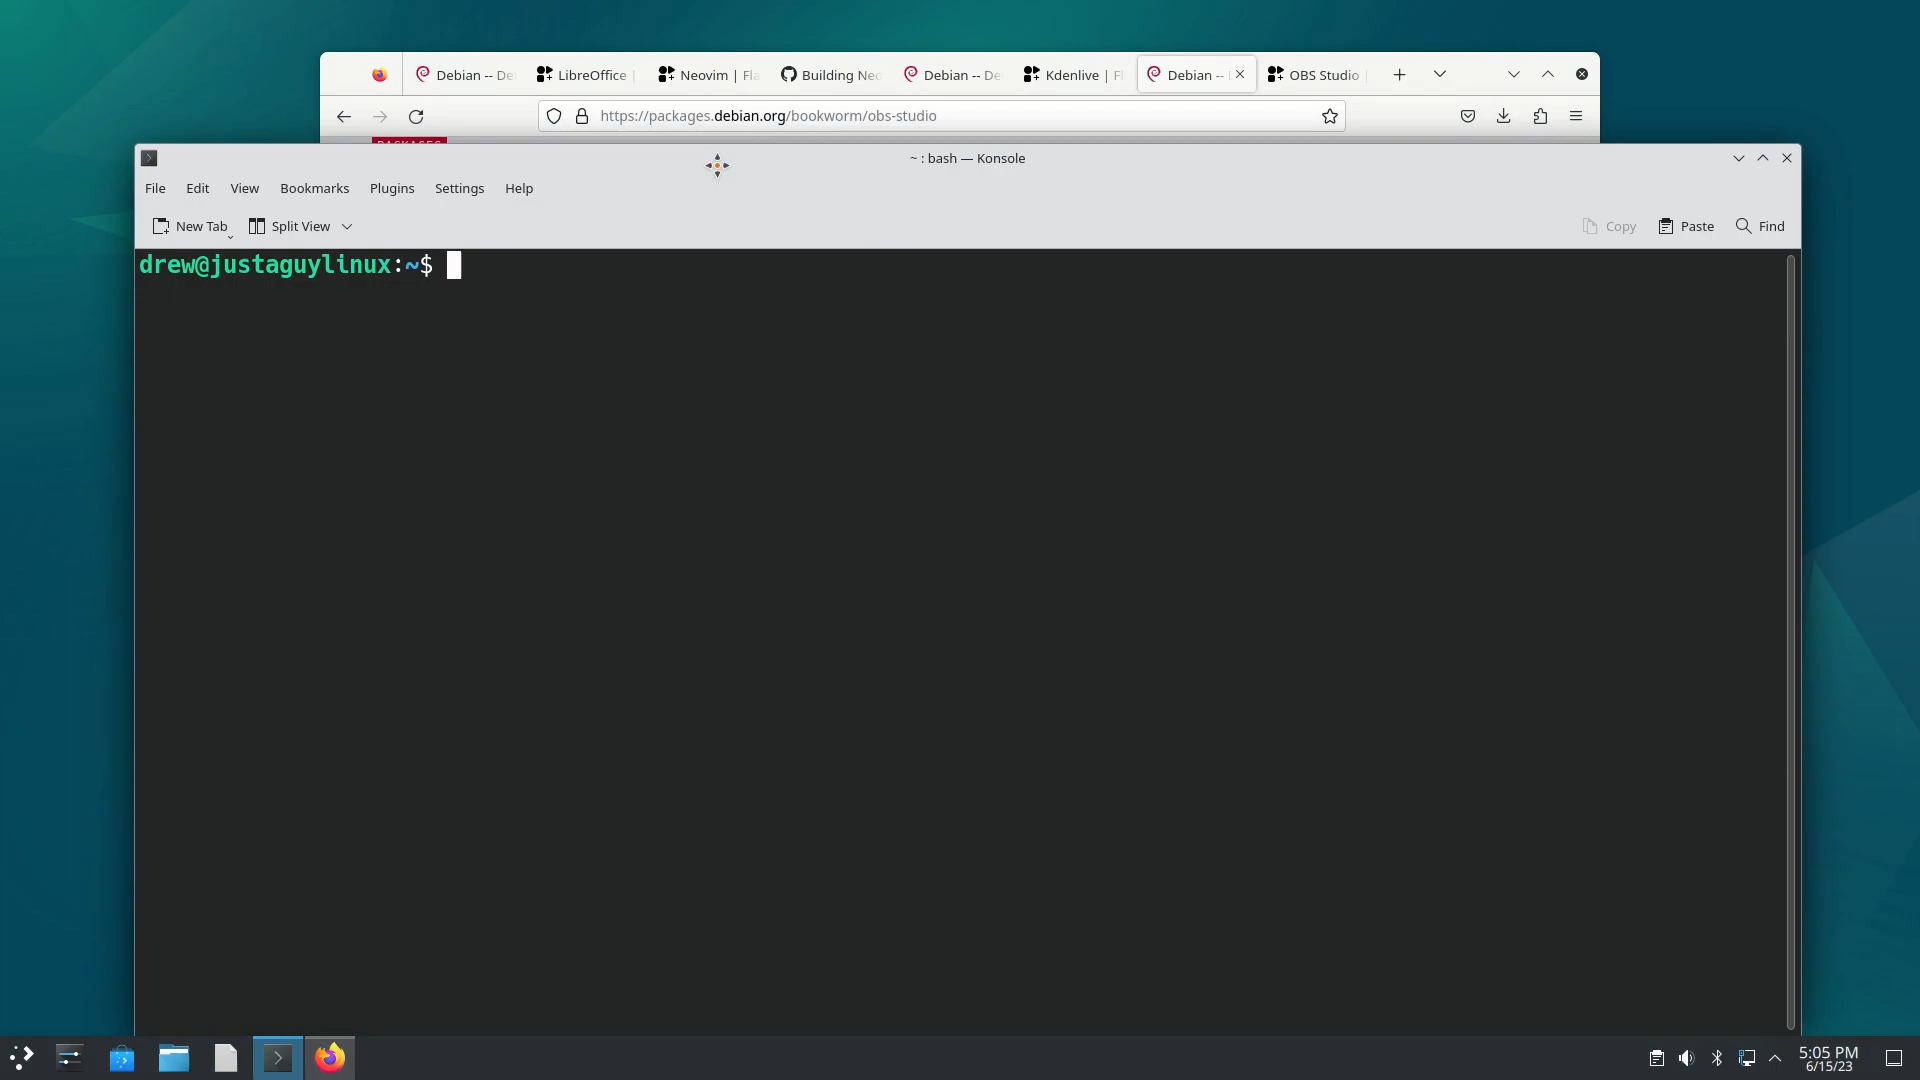 Debian -- De
LibreOffice |
Neovim | Fla
Building Neo
Debian -- De
Kdenlive | F
Debian --
OBS Studio |
https://packages.debian.org/bookworm/obs-studio
PACKAGES
~ : bash — Konsole
File Edit View Bookmarks Plugins Settings Help
New Tab Split View Copy Paste Find
drew@justaguylinux:~$
5:05 PM
6/15/23